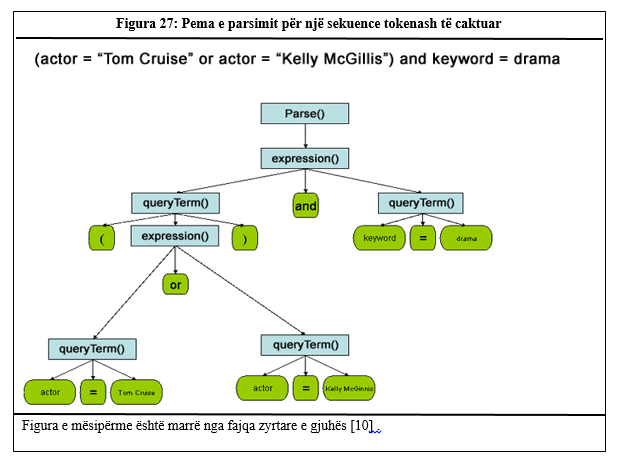 Figura 27: Pema e parsimit për një sekuence tokenash të caktuar
(actor = “Tom Cruise” or actor = “Kelly McGillis”) and keyword = drama
Parse()
expression()
queryTerm()
and
queryTerm()
(
expression()
)
keyword
=
drama
or
queryTerm()
queryTerm()
actor
=
Tom Cruise
actor
=
Kelly McGinnis
Figura e mësipërme është marrë nga fajqa zyrtare e gjuhës [10] .